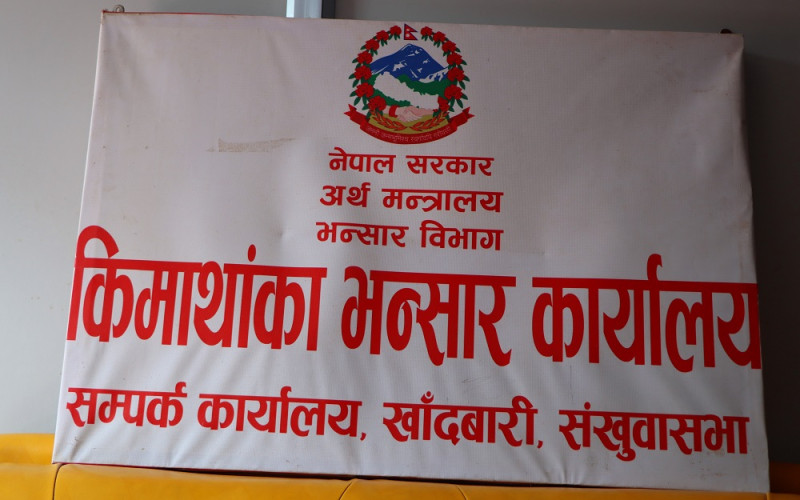 नेपाल सरकार
अर्थ मन्त्रालय
भन्सार विभाग
किमाथांका भन्सार कार्यालय
सम्पर्क कार्यालय, खाँदबारी, संखुवासभा